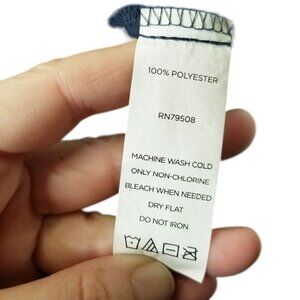 100% POLYESTER
RN79508
MACHINE WASH COLD
ONLY NON-CHLORINE
BLEACH WHEN NEEDED
DRY FLAT
DO NOT IRON